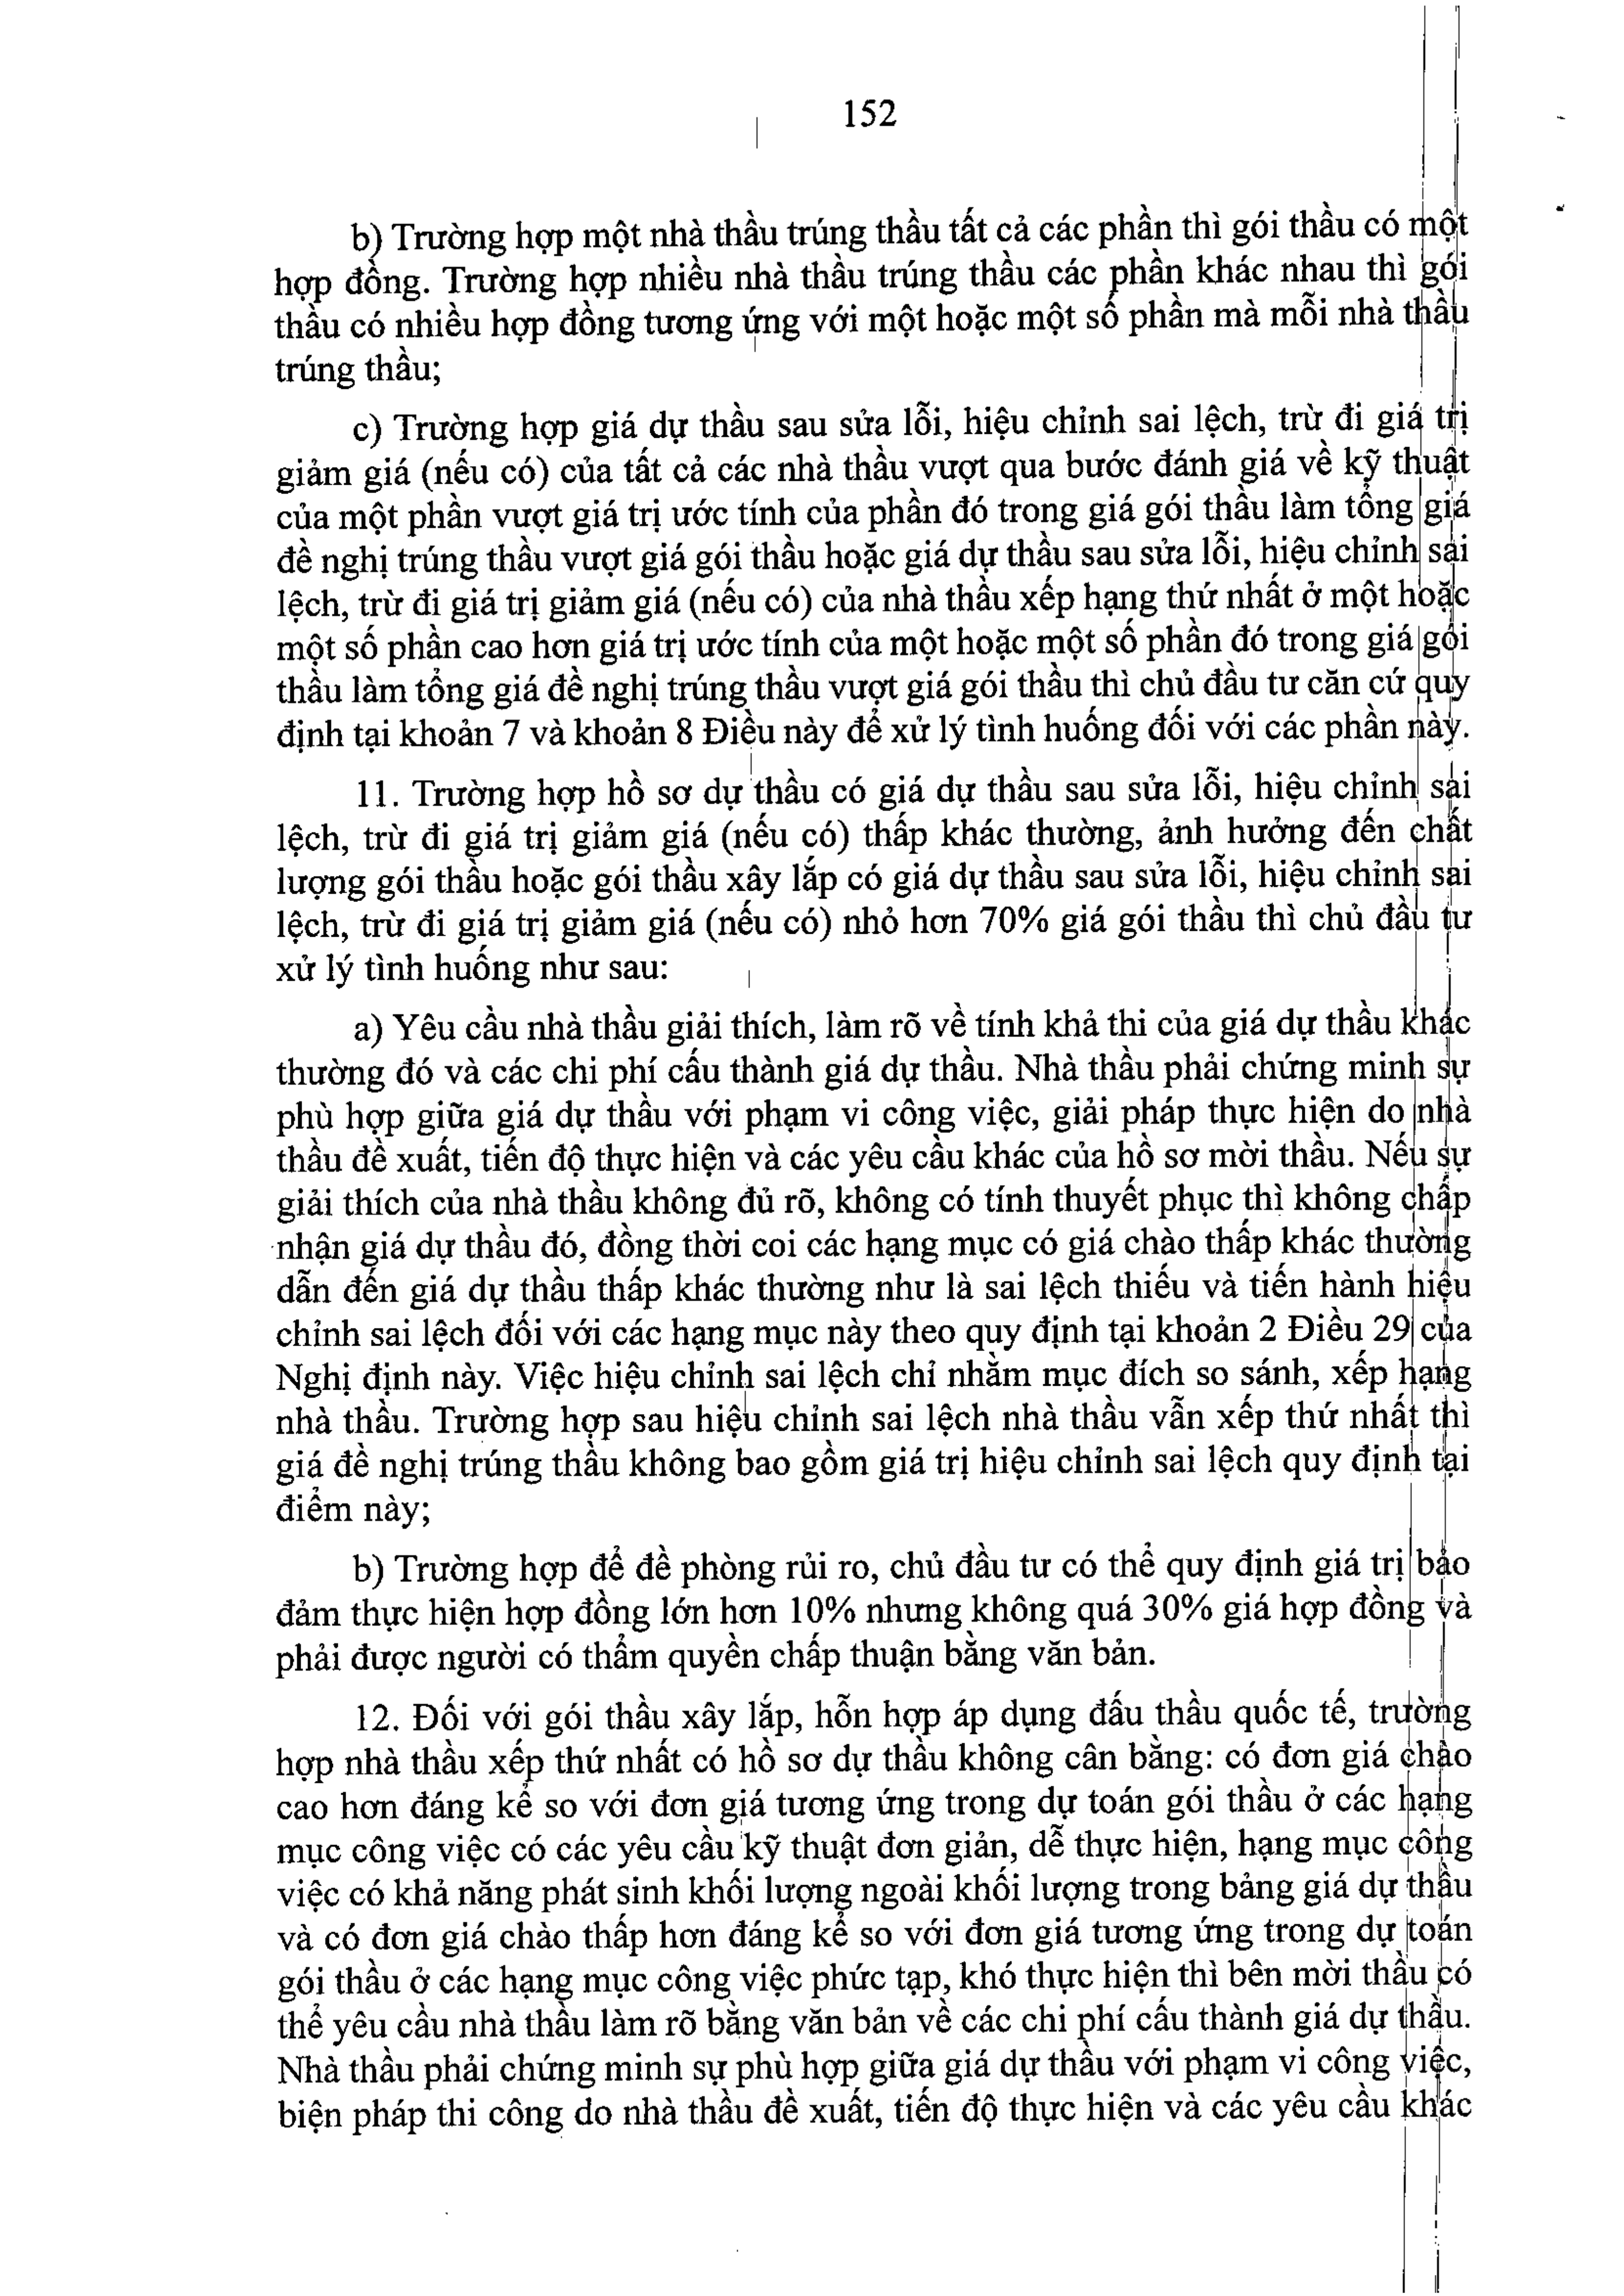 152
b) Trường hợp một nhà thầu trúng thầu tất cả các phần thì gói thầu có một
hợp đồng. Trường hợp nhiều nhà thầu trúng thầu các phần khác nhau thì gói
thầu có nhiều hợp đồng tương ứng với một hoặc một số phần mà mỗi nhà thầu
trúng thầu;
c) Trường hợp giá dự thầu sau sửa lỗi, hiệu chỉnh sai lệch, trừ đi giá trị
giảm giá (nếu có) của tất cả các nhà thầu vượt qua bước đánh giá về kỹ thuật
của một phần vượt giá trị ước tính của phần đó trong giá gói thầu làm tổng giá
đề nghị trúng thầu vượt giá gói thầu hoặc giá dự thầu sau sửa lỗi, hiệu chỉnh sai
lệch, trừ đi giá trị giảm giá (nếu có) của nhà thầu xếp hạng thứ nhất ở một hoặc
một số phần cao hơn giá trị ước tính của một hoặc một số phần đó trong giá gói
thầu làm tổng giá đề nghị trúng thầu vượt giá gói thầu thì chủ đầu tư căn cứ quy
định tại khoản 7 và khoản 8 Điều này để xử lý tình huống đối với các phần này.
11. Trường hợp hồ sơ dự thầu có giá dự thầu sau sửa lỗi, hiệu chỉnh sai
lệch, trừ đi giá trị giảm giá (nếu có) thấp khác thường, ảnh hưởng đến chất
lượng gói thầu hoặc gói thầu xây lắp có giá dự thầu sau sửa lỗi, hiệu chỉnh sai
lệch, trừ đi giá trị giảm giá (nếu có) nhỏ hơn 70% giá gói thầu thì chủ đầu tư
xử lý tình huống như sau:
a) Yêu cầu nhà thầu giải thích, làm rõ về tính khả thi của giá dự thầu khác
thường đó và các chi phí cấu thành giá dự thầu. Nhà thầu phải chứng minh sự
phù hợp giữa giá dự thầu với phạm vi công việc, giải pháp thực hiện do nhà
thầu đề xuất, tiến độ thực hiện và các yêu cầu khác của hồ sơ mời thầu. Nếu sự
giải thích của nhà thầu không đủ rõ, không có tính thuyết phục thì không chấp
nhận giá dự thầu đó, đồng thời coi các hạng mục có giá chào thấp khác thường
dẫn đến giá dự thầu thấp khác thường như là sai lệch thiếu và tiến hành hiệu
chỉnh sai lệch đối với các hạng mục này theo quy định tại khoản 2 Điều 29 của
Nghị định này. Việc hiệu chỉnh sai lệch chỉ nhằm mục đích so sánh, xếp hạng
nhà thầu. Trường hợp sau hiệu chỉnh sai lệch nhà thầu vẫn xếp thứ nhất thì
giá đề nghị trúng thầu không bao gồm giá trị hiệu chỉnh sai lệch quy định tại
điểm này;
b) Trường hợp để đề phòng rủi ro, chủ đầu tư có thể quy định giá trị bảo
đảm thực hiện hợp đồng lớn hơn 10% nhưng không quá 30% giá hợp đồng và
phải được người có thẩm quyền chấp thuận bằng văn bản.
12. Đối với gói thầu xây lắp, hỗn hợp áp dụng đấu thầu quốc tế, trường
hợp nhà thầu xếp thứ nhất có hồ sơ dự thầu không cân bằng: có đơn giá chào
cao hơn đáng kể so với đơn giá tương ứng trong dự toán gói thầu ở các hạng
mục công việc có các yêu cầu kỹ thuật đơn giản, dễ thực hiện, hạng mục công
việc có khả năng phát sinh khối lượng ngoài khối lượng trong bảng giá dự thầu
và có đơn giá chào thấp hơn đáng kể so với đơn giá tương ứng trong dự toán
gói thầu ở các hạng mục công việc phức tạp, khó thực hiện thì bên mời thầu có
thể yêu cầu nhà thầu làm rõ bằng văn bản về các chi phí cấu thành giá dự thầu.
Nhà thầu phải chứng minh sự phù hợp giữa giá dự thầu với phạm vi công việc,
biện pháp thi công do nhà thầu đề xuất, tiến độ thực hiện và các yêu cầu khác